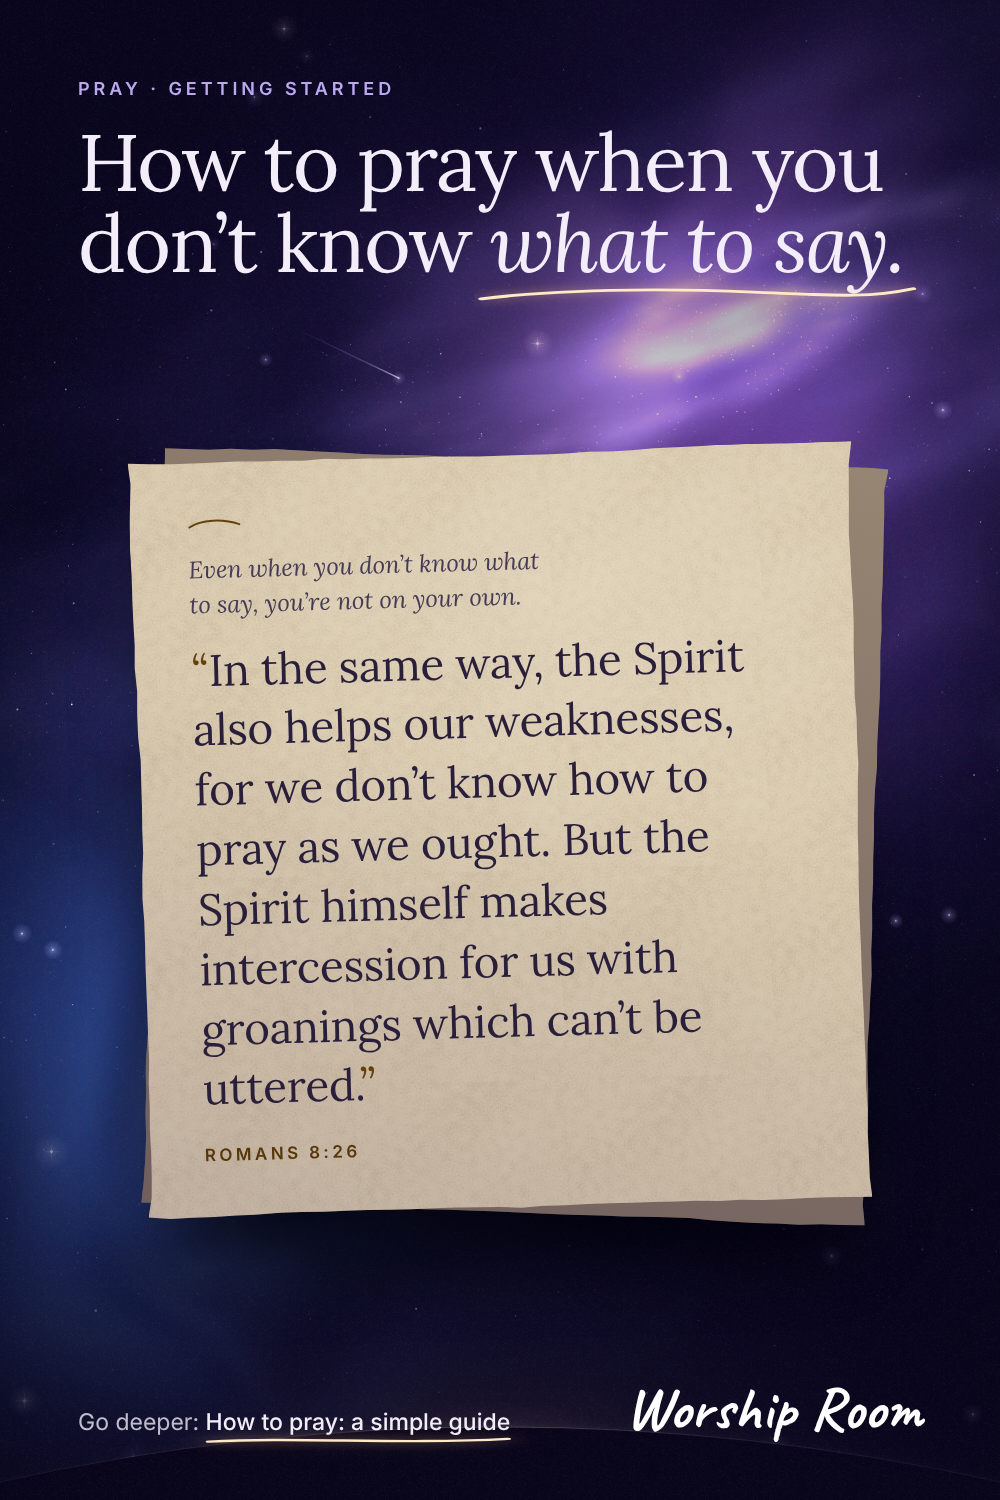 PRAY · GETTING STARTED
How to pray when you
don’t know what to say.
Even when you don’t know what
to say, you’re not on your own.
“In the same way, the Spirit
also helps our weaknesses,
for we don’t know how to
pray as we ought. But the
Spirit himself makes
intercession for us with
groanings which can’t be
uttered.”
ROMANS 8:26
Go deeper: How to pray: a simple guide
Worship Room